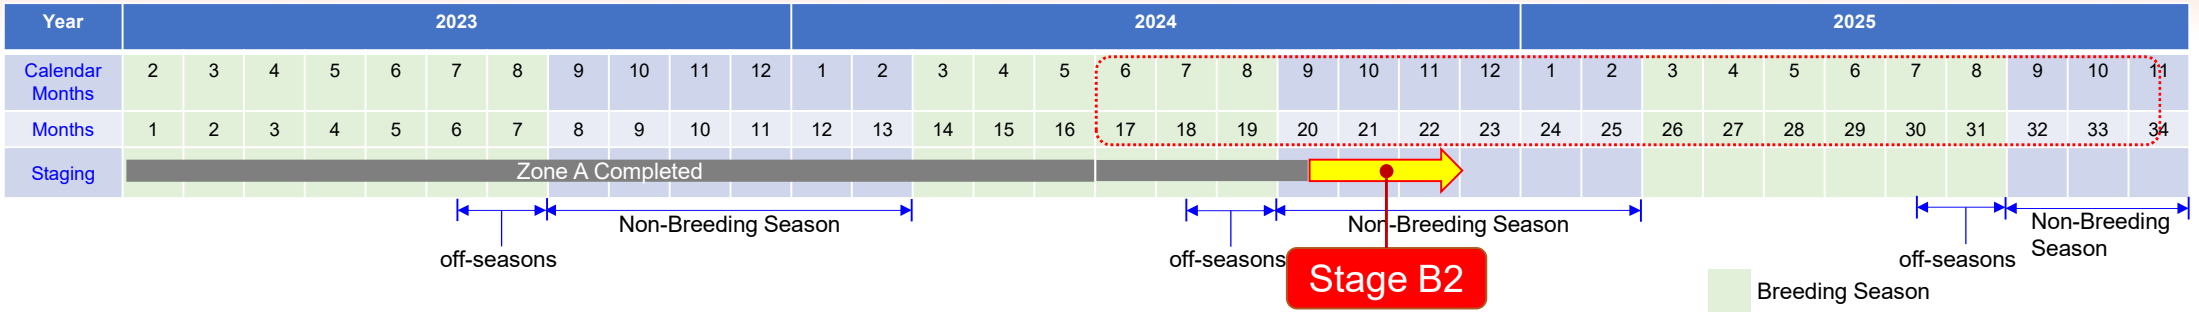 Year 2023 2024 2025
Calendar Months 2 3 4 5 6 7 8 9 10 11 12 1 2 3 4 5 6 7 8 9 10 11 12 1 2 3 4 5 6 7 8 9 10 11
Months 1 2 3 4 5 6 7 8 9 10 11 12 13 14 15 16 17 18 19 20 21 22 23 24 25 26 27 28 29 30 31 32 33 34
Staging Zone A Completed
Non-Breeding Season Non-Breeding Season Non-Breeding
Season
off-seasons off-seasons off-seasons
Stage B2
Breeding Season